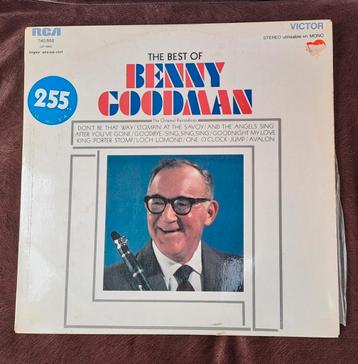 RCA
VICTOR
740.552
STEREO utilisable en MONO
THE BEST OF
BENNY
GOODMAN
The Original Recordings
255
DON'T BE THAT WAY/STOMPIN' AT THE SAVOY/AND THE ANGELS SING
AFTER YOU'VE GONE/GOODBYE/SING, SING, SING/GOODNIGHT MY LOVE
KING PORTER STOMP/LOCH LOMOND/ONE O'CLOCK JUMP/AVALON